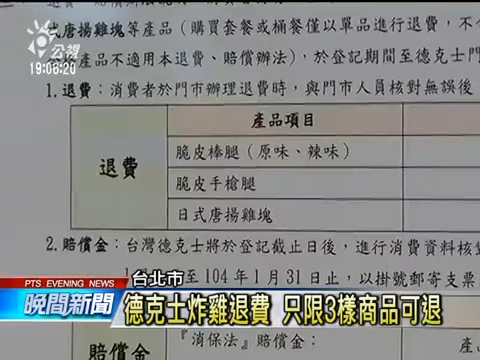 式唐揚雞塊等產品（購買套餐或桶餐僅以單品進行退費，不
公視
19:08:20
產品不適用本退費、賠償辦法），於登記期間至德克士門
1.退費：消費者於門市辦理退費時，與門市人員核對無誤後
產品項目
退費
脆皮棒腿（原味、辣味）
脆皮手槍腿
日式唐揚雞塊
2.賠償金：台灣德克士將於登記截止日後，進行消費資料核對
至104年1月31日止，以掛號郵寄支票
PTS EVENING NEWS
台北市
晚間新聞
德克士炸雞退費 只限3樣商品可退
賠償金
『消保法』賠償金：
產